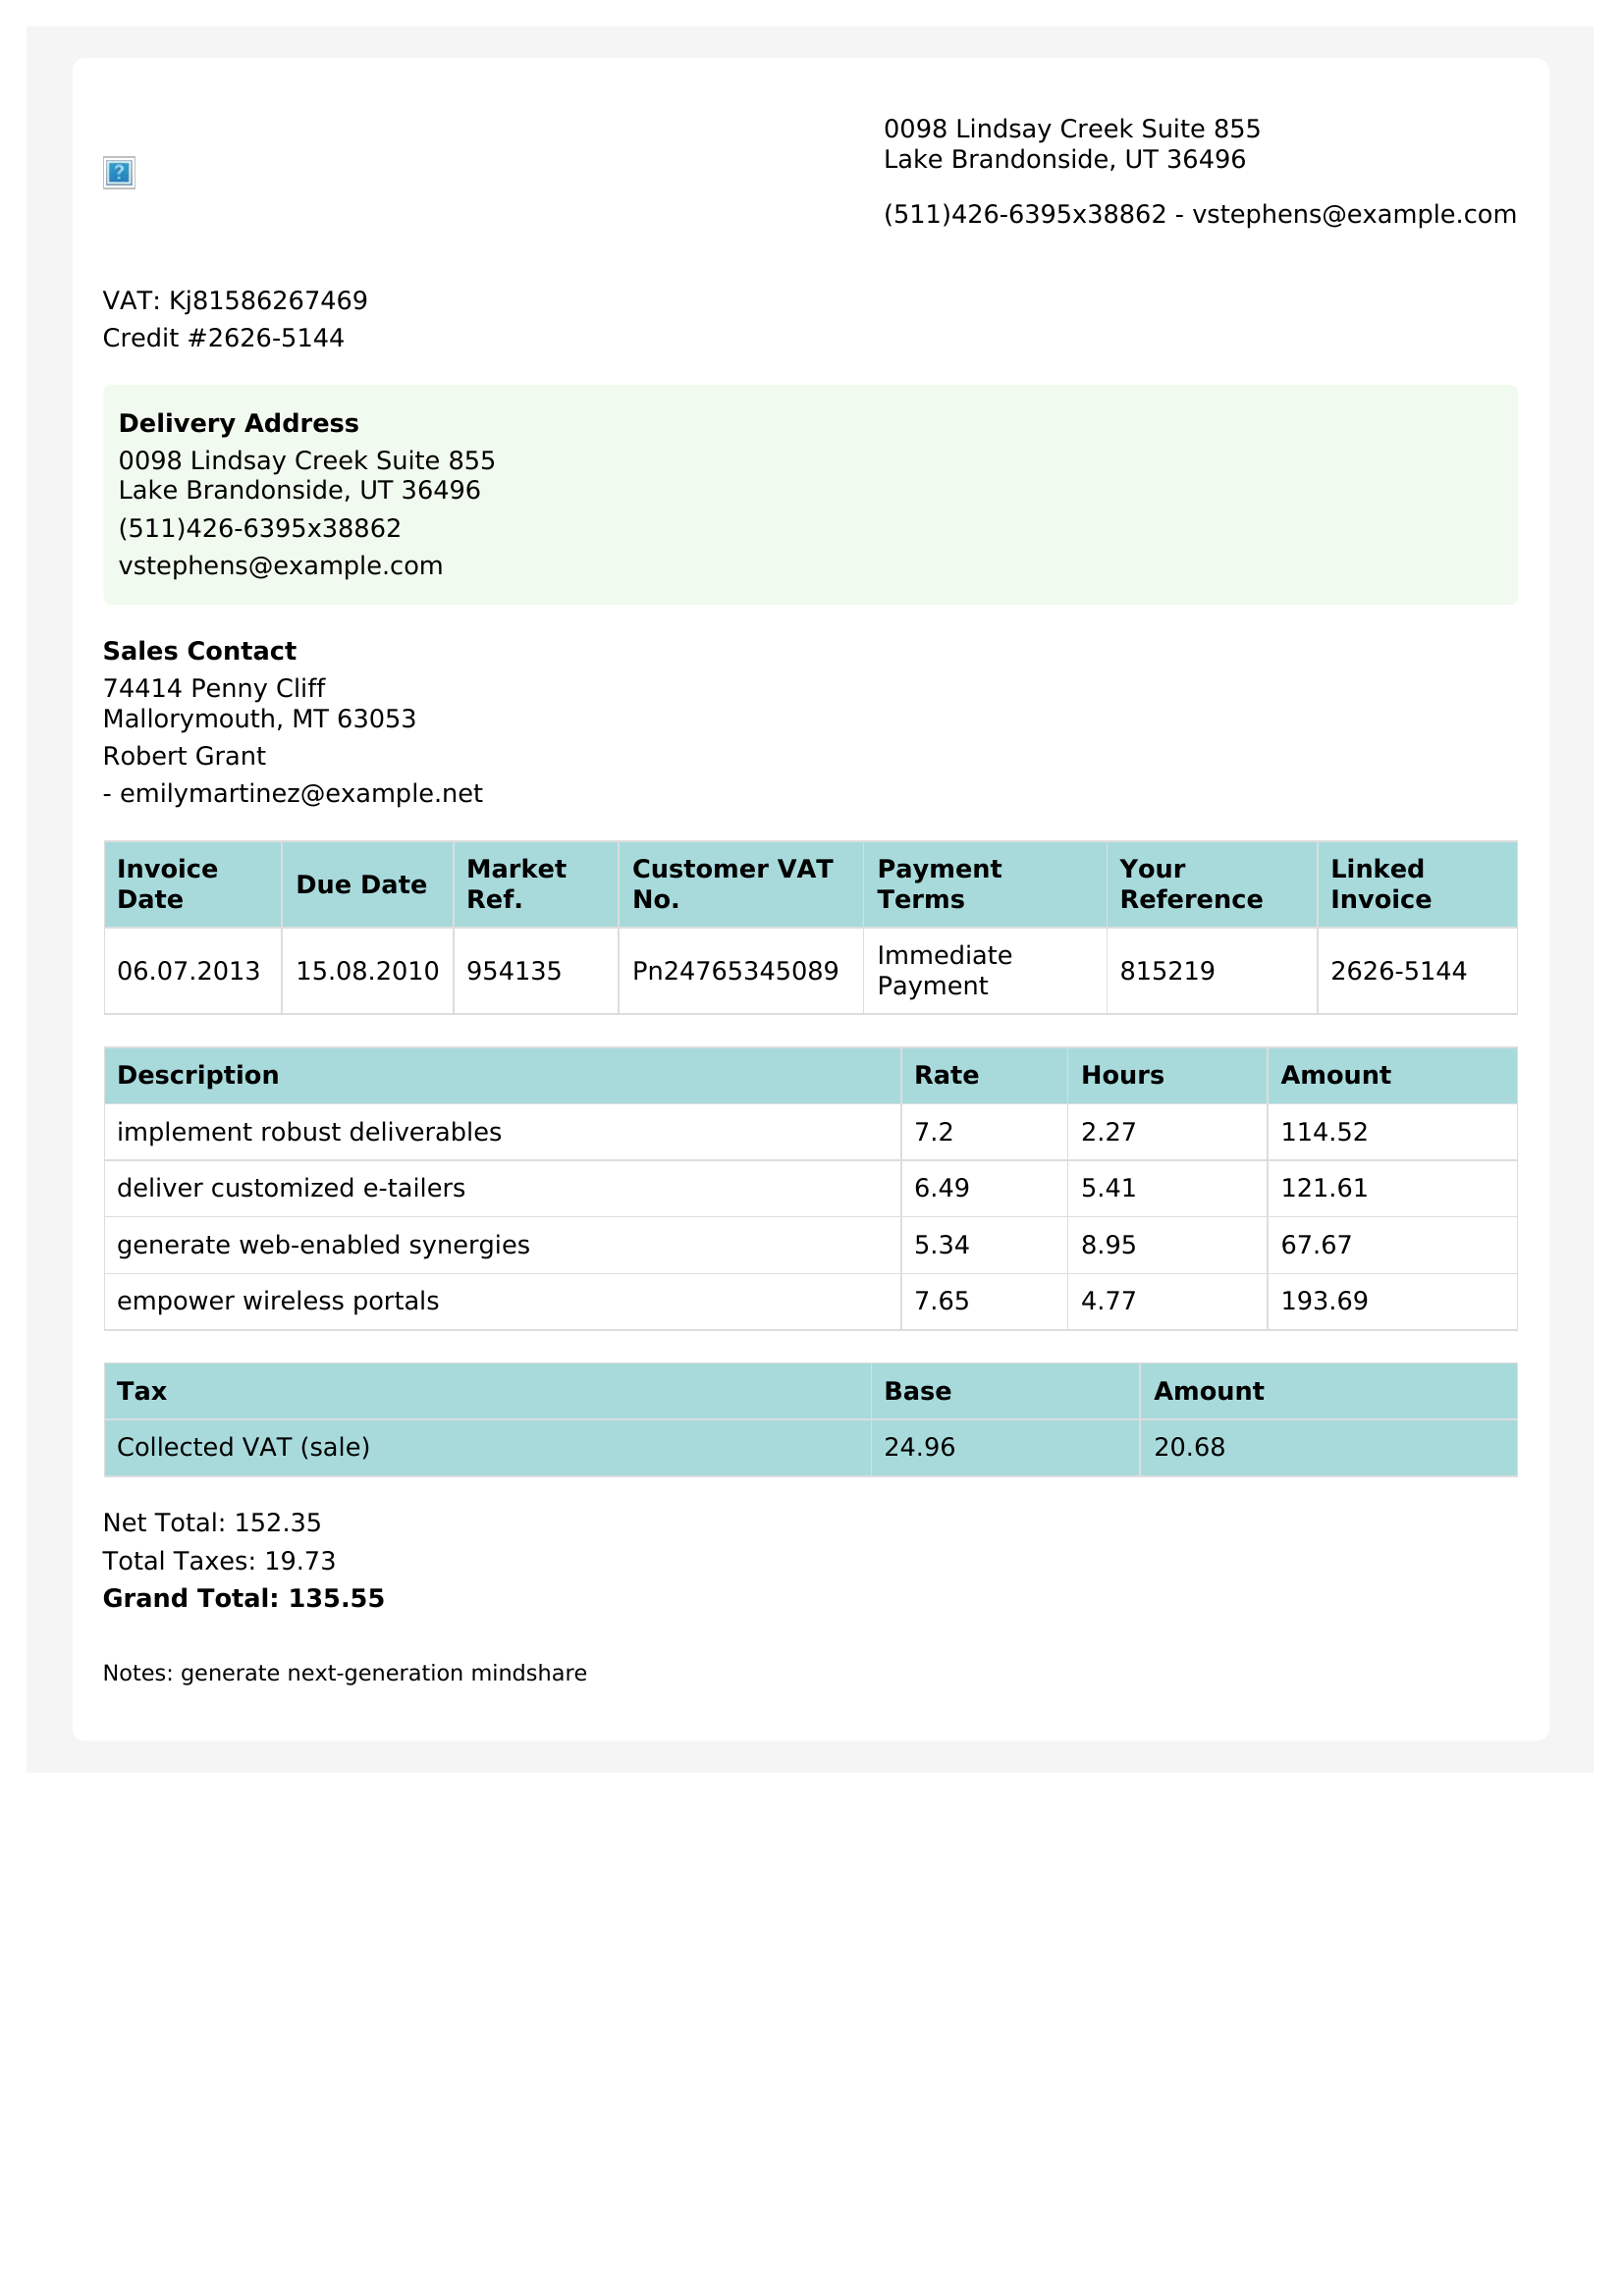 0098 Lindsay Creek Suite 855
Lake Brandonside, UT 36496
(511)426-6395x38862 - vstephens@example.com
VAT: Kj81586267469
Credit #2626-5144
Delivery Address
0098 Lindsay Creek Suite 855
Lake Brandonside, UT 36496
(511)426-6395x38862
vstephens@example.com
Sales Contact
74414 Penny Cliff
Mallorymouth, MT 63053
Robert Grant
- emilymartinez@example.net
Invoice Date Due Date Market Ref. Customer VAT No. Payment Terms Your Reference Linked Invoice
06.07.2013 15.08.2010 954135 Pn24765345089 Immediate Payment 815219 2626-5144
Description Rate Hours Amount
implement robust deliverables 7.2 2.27 114.52
deliver customized e-tailers 6.49 5.41 121.61
generate web-enabled synergies 5.34 8.95 67.67
empower wireless portals 7.65 4.77 193.69
Tax Base Amount
Collected VAT (sale) 24.96 20.68
Net Total: 152.35
Total Taxes: 19.73
Grand Total: 135.55
Notes: generate next-generation mindshare